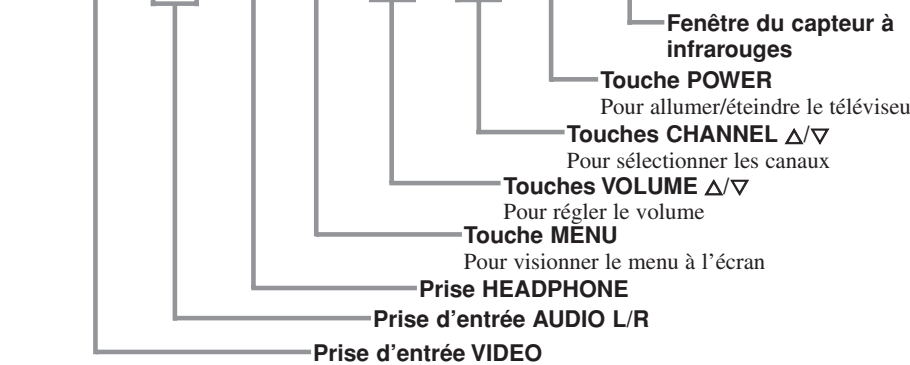 Fenêtre du capteur à
infrarouges
Touche POWER
Pour allumer/éteindre le téléviseu
Touches CHANNEL △/▽
Pour sélectionner les canaux
Touches VOLUME △/▽
Pour régler le volume
Touche MENU
Pour visionner le menu à l’écran
Prise HEADPHONE
Prise d'entrée AUDIO L/R
Prise d'entrée VIDEO